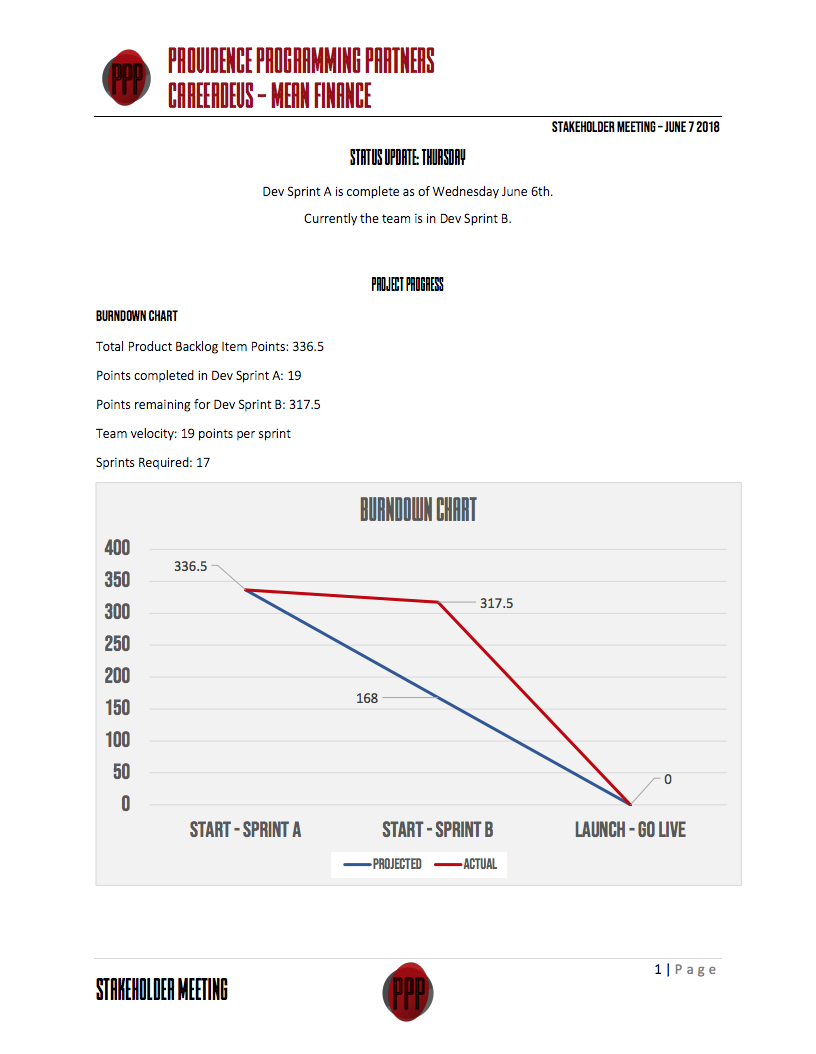 PPP
PROVIDENCE PROGRAMMING PARTNERS
CAREERDEVS – MEAN FINANCE
STAKEHOLDER MEETING – JUNE 7 2018
STATUS UPDATE: THURSDAY
Dev Sprint A is complete as of Wednesday June 6th.
Currently the team is in Dev Sprint B.
PROJECT PROGRESS
BURNDOWN CHART
Total Product Backlog Item Points: 336.5
Points completed in Dev Sprint A: 19
Points remaining for Dev Sprint B: 317.5
Team velocity: 19 points per sprint
Sprints Required: 17
BURNDOWN CHART
400
350
300
250
200
150
100
50
0
336.5
317.5
168
0
START - SPRINT A
START - SPRINT B
LAUNCH - GO LIVE
PROJECTED
ACTUAL
1 | Page
STAKEHOLDER MEETING
PPP